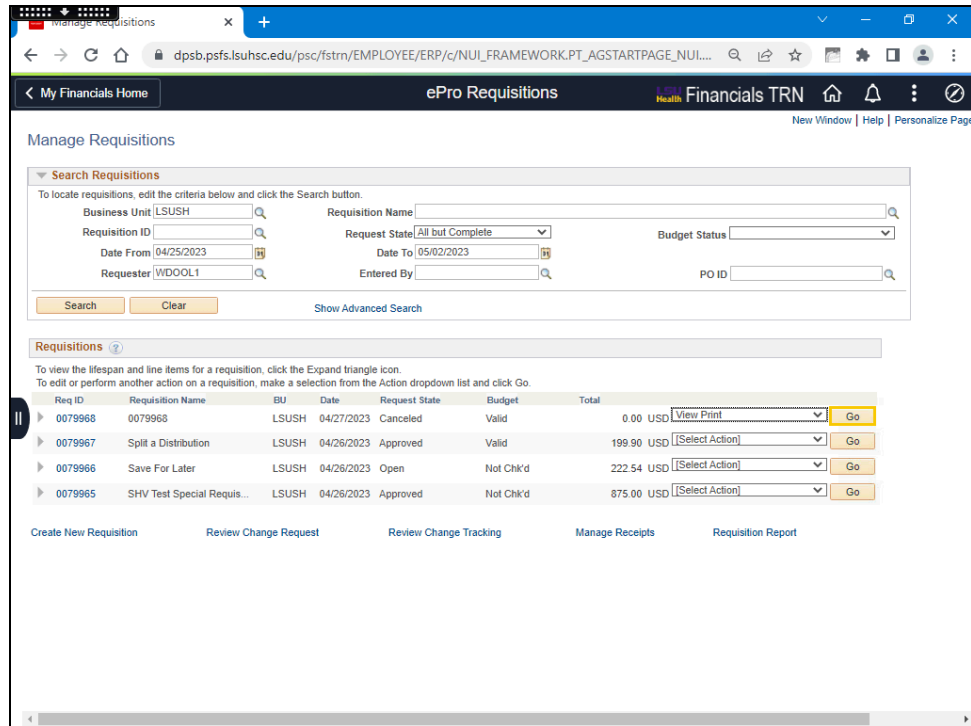 Manage Requisitions
dpsb.psfs.lsuhsc.edu/psc/fstrn/EMPLOYEE/ERP/c/NUI_FRAMEWORK.PT_AGSTARTPAGE_NUI....
My Financials Home
ePro Requisitions
LSU Health Financials TRN
New Window | Help | Personalize Page
Manage Requisitions
Search Requisitions
To locate requisitions, edit the criteria below and click the Search button.
Business Unit LSUSH Requisition Name
Requisition ID Request State All but Complete Budget Status
Date From 04/25/2023 Date To 05/02/2023
Requester WDOOL1 Entered By PO ID
Search Clear Show Advanced Search
Requisitions ?
To view the lifespan and line items for a requisition, click the Expand triangle icon.
To edit or perform another action on a requisition, make a selection from the Action dropdown list and click Go.
Req ID Requisition Name BU Date Request State Budget Total
0079968 0079968 LSUSH 04/27/2023 Canceled Valid 0.00 USD View Print Go
0079967 Split a Distribution LSUSH 04/26/2023 Approved Valid 199.90 USD [Select Action] Go
0079966 Save For Later LSUSH 04/26/2023 Open Not Chk'd 222.54 USD [Select Action] Go
0079965 SHV Test Special Requis... LSUSH 04/26/2023 Approved Not Chk'd 875.00 USD [Select Action] Go
Create New Requisition Review Change Request Review Change Tracking Manage Receipts Requisition Report